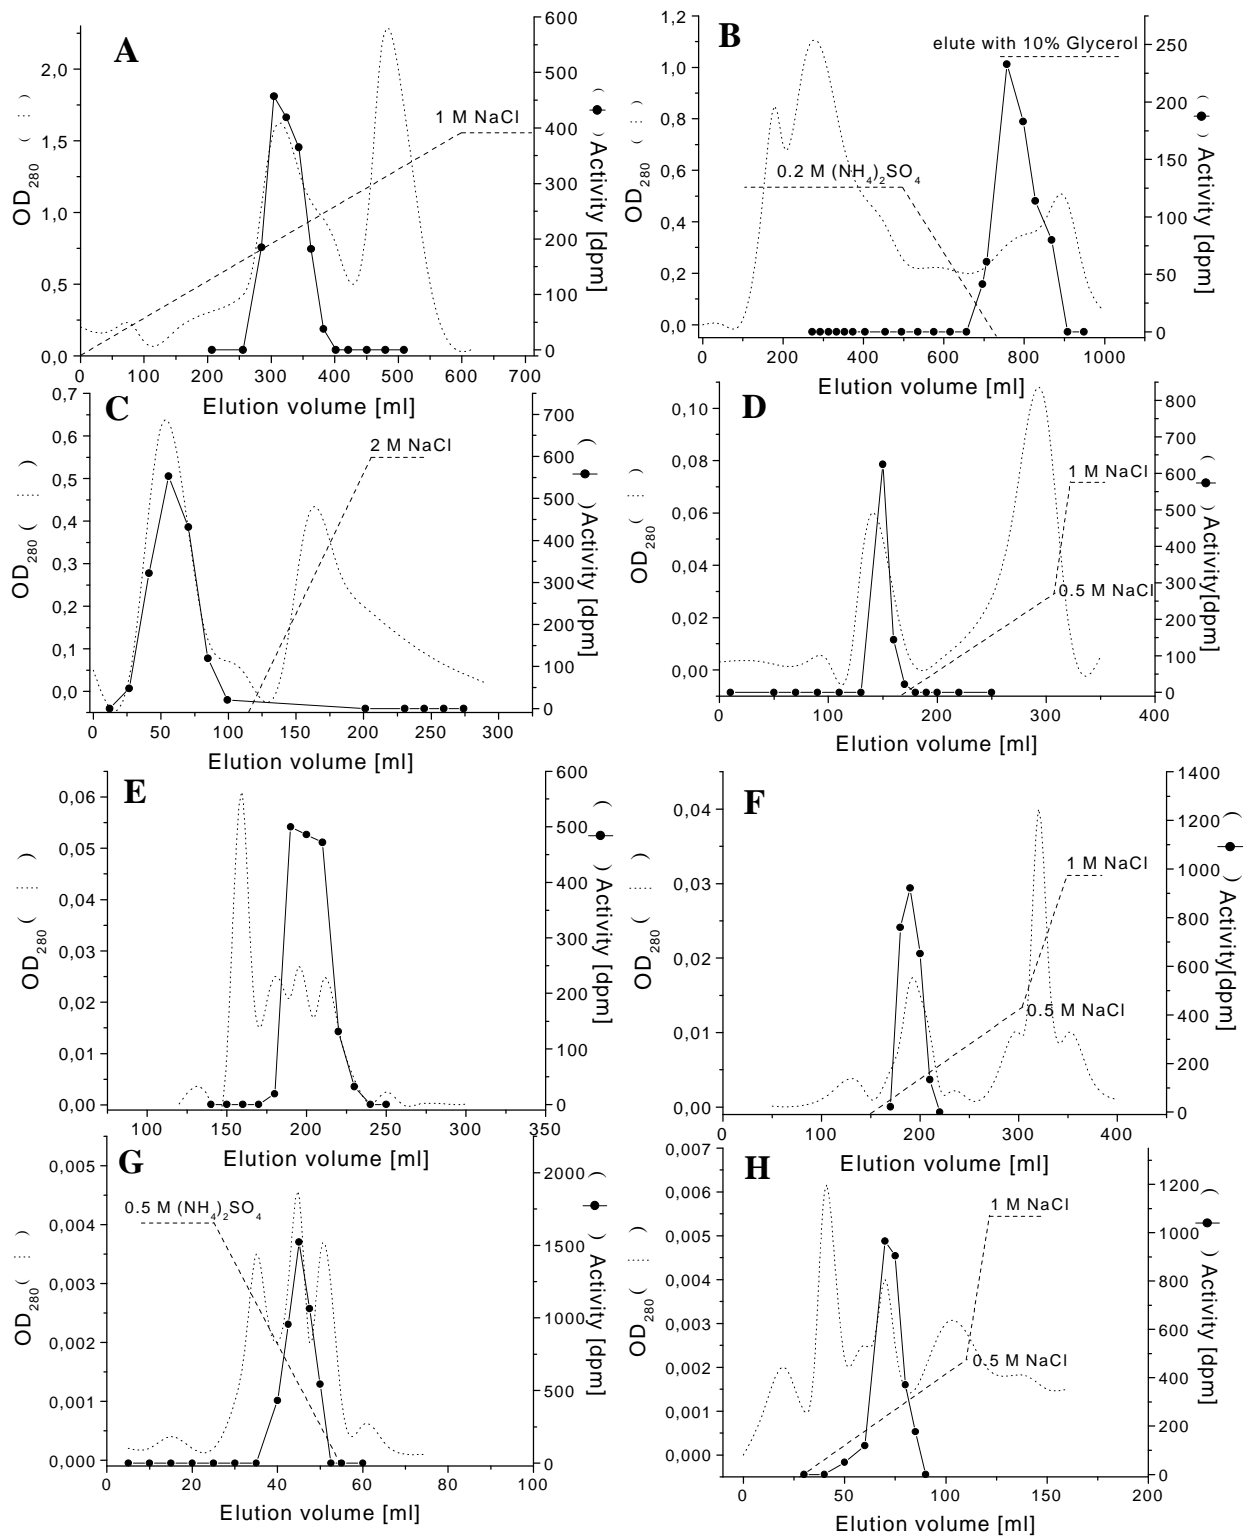 A
OD280 ( )
2,0
1,5
1,0
0,5
0,0
0 100 200 300 400 500 600 700
Elution volume [ml]
600
500
400
300
200
100
0
( ) Activity [dpm]
1 M NaCl
B
OD280 ( )
1,2
1,0
0,8
0,6
0,4
0,2
0,0
0 200 400 600 800 1000
Elution volume [ml]
250
200
150
100
50
0
( ) Activity [dpm]
elute with 10% Glycerol
0.2 M (NH4)2SO4
C
OD280 ( )
0,7
0,6
0,5
0,4
0,3
0,2
0,1
0,0
0 50 100 150 200 250 300
Elution volume [ml]
700
600
500
400
300
200
100
0
( ) Activity [dpm]
2 M NaCl
D
OD280 ( )
0,10
0,08
0,06
0,04
0,02
0,00
0 100 200 300 400
Elution volume [ml]
800
700
600
500
400
300
200
100
0
( ) Activity[dpm]
1 M NaCl
0.5 M NaCl
E
OD280 ( )
0,06
0,05
0,04
0,03
0,02
0,01
0,00
100 150 200 250 300 350
Elution volume [ml]
600
500
400
300
200
100
0
( ) Activity [dpm]
F
OD280 ( )
0,04
0,03
0,02
0,01
0,00
0 100 200 300 400
Elution volume [ml]
1400
1200
1000
800
600
400
200
0
( ) Activity[dpm]
1 M NaCl
0.5 M NaCl
G
OD280 ( )
0,005
0,004
0,003
0,002
0,001
0,000
0 20 40 60 80 100
Elution volume [ml]
2000
1500
1000
500
0
( ) Activity [dpm]
0.5 M (NH4)2SO4
H
OD280 ( )
0,007
0,006
0,005
0,004
0,003
0,002
0,001
0,000
0 50 100 150 200
Elution volume [ml]
1200
1000
800
600
400
200
0
( ) Activity [dpm]
1 M NaCl
0.5 M NaCl